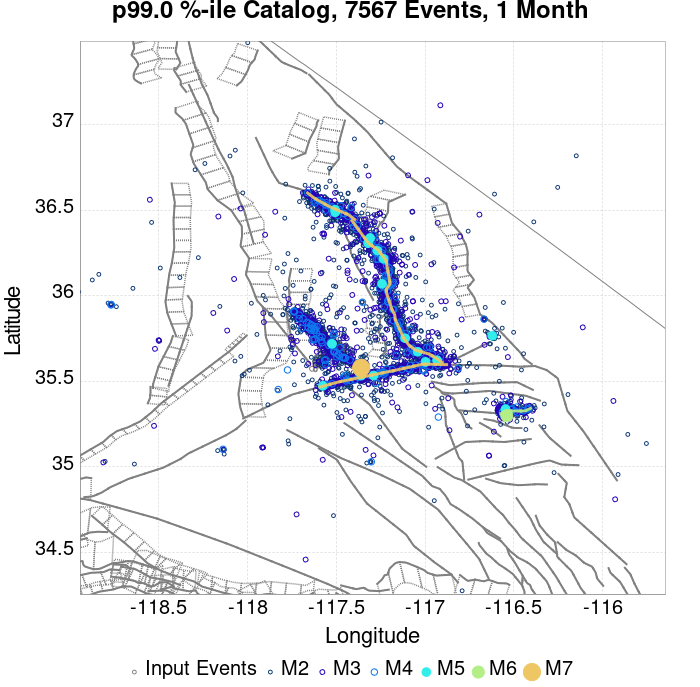 p99.0 %-ile Catalog, 7567 Events, 1 Month
Latitude
37
36.5
36
35.5
35
34.5
-118.5 -118 -117.5 -117 -116.5 -116
Longitude
Input Events M2 M3 M4 M5 M6 M7